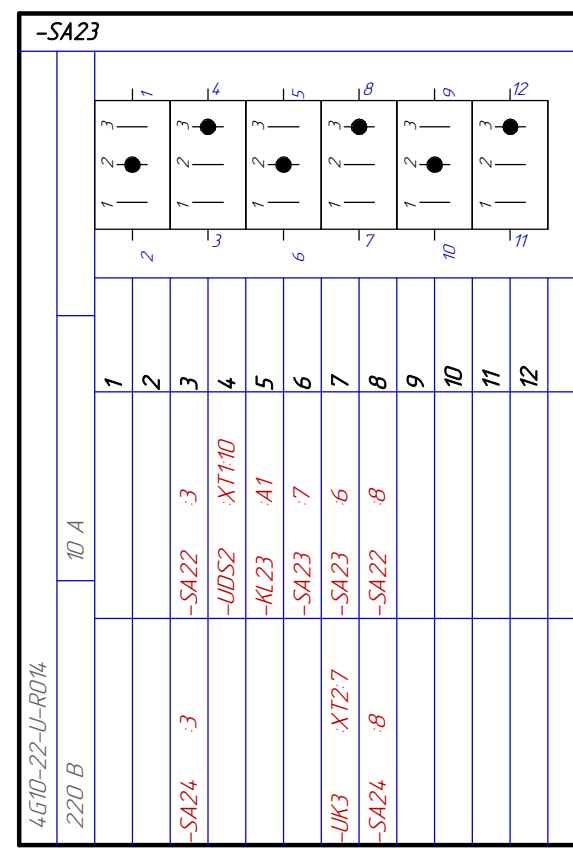 -SA23
1 4 5 8 9 12
3 3 3 3 3 3
2 2 2 2 2 2
1 1 1 1 1 1
2 3 6 7 10 11
4G10-22-U-R014
220 В 10 А
1
2
3 -SA22 :3 -SA24 :3
4 -UDS2 :XT1:10
5 -KL23 :A1
6 -SA23 :7
7 -SA23 :6 -UK3 :XT2:7
8 -SA22 :8 -SA24 :8
9
10
11
12